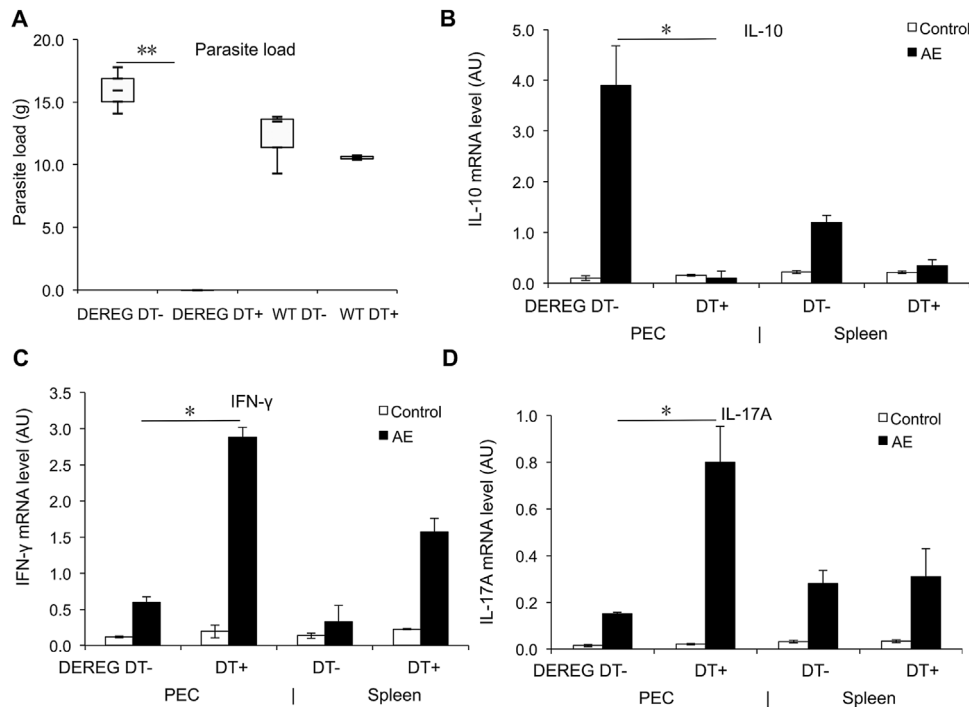 A
Parasite load
**
Parasite load (g)
20.0
15.0
10.0
5.0
0.0
DEREG DT- DEREG DT+ WT DT- WT DT+
B
IL-10
*
Control
AE
IL-10 mRNA level (AU)
5.0
4.0
3.0
2.0
1.0
0.0
DEREG DT- DT+ DT- DT+
PEC | Spleen
C
IFN-γ
*
Control
AE
IFN-γ mRNA level (AU)
3.5
3.0
2.5
2.0
1.5
1.0
0.5
0.0
DEREG DT- DT+ DT- DT+
PEC | Spleen
D
IL-17A
*
Control
AE
IL-17A mRNA level (AU)
1.0
0.8
0.6
0.4
0.2
0.0
DEREG DT- DT+ DT- DT+
PEC | Spleen